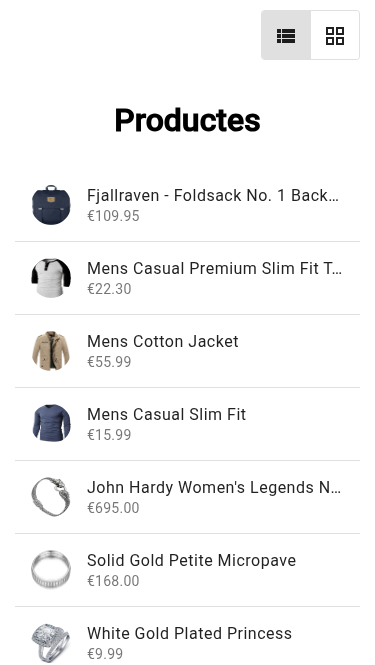 Productes
Fjallraven - Foldsack No. 1 Back…
€109.95
Mens Casual Premium Slim Fit T…
€22.30
Mens Cotton Jacket
€55.99
Mens Casual Slim Fit
€15.99
John Hardy Women's Legends N…
€695.00
Solid Gold Petite Micropave
€168.00
White Gold Plated Princess
€9.99